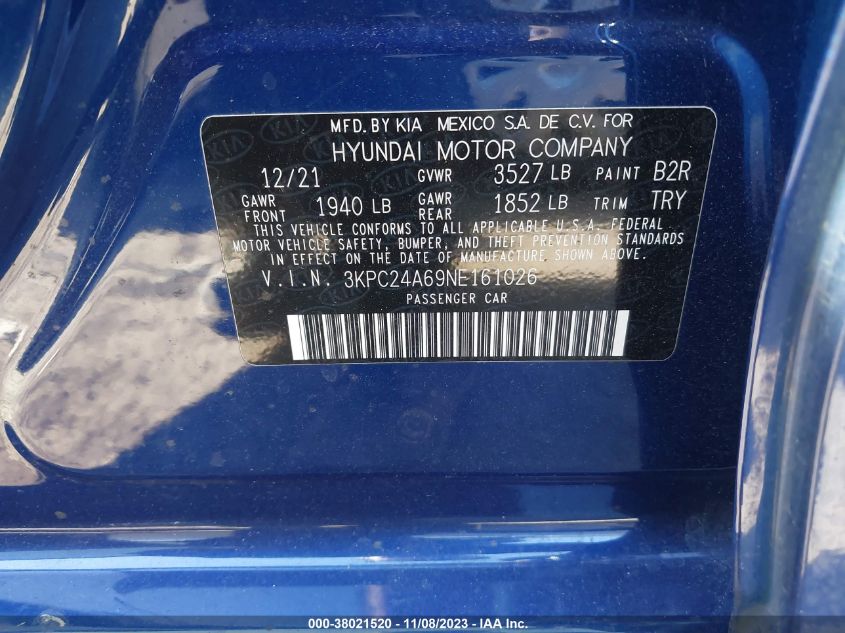 MFD. BY KIA MEXICO S.A. DE C.V. FOR
HYUNDAI MOTOR COMPANY
12/21 GVWR 3527 LB PAINT B2R
GAWR FRONT 1940 LB GAWR REAR 1852 LB TRIM TRY
THIS VEHICLE CONFORMS TO ALL APPLICABLE U.S.A. FEDERAL
MOTOR VEHICLE SAFETY, BUMPER, AND THEFT PREVENTION STANDARDS
IN EFFECT ON THE DATE OF MANUFACTURE SHOWN ABOVE.
V.I.N. 3KPC24A69NE161026
PASSENGER CAR
000-38021520 - 11/08/2023 - IAA Inc.